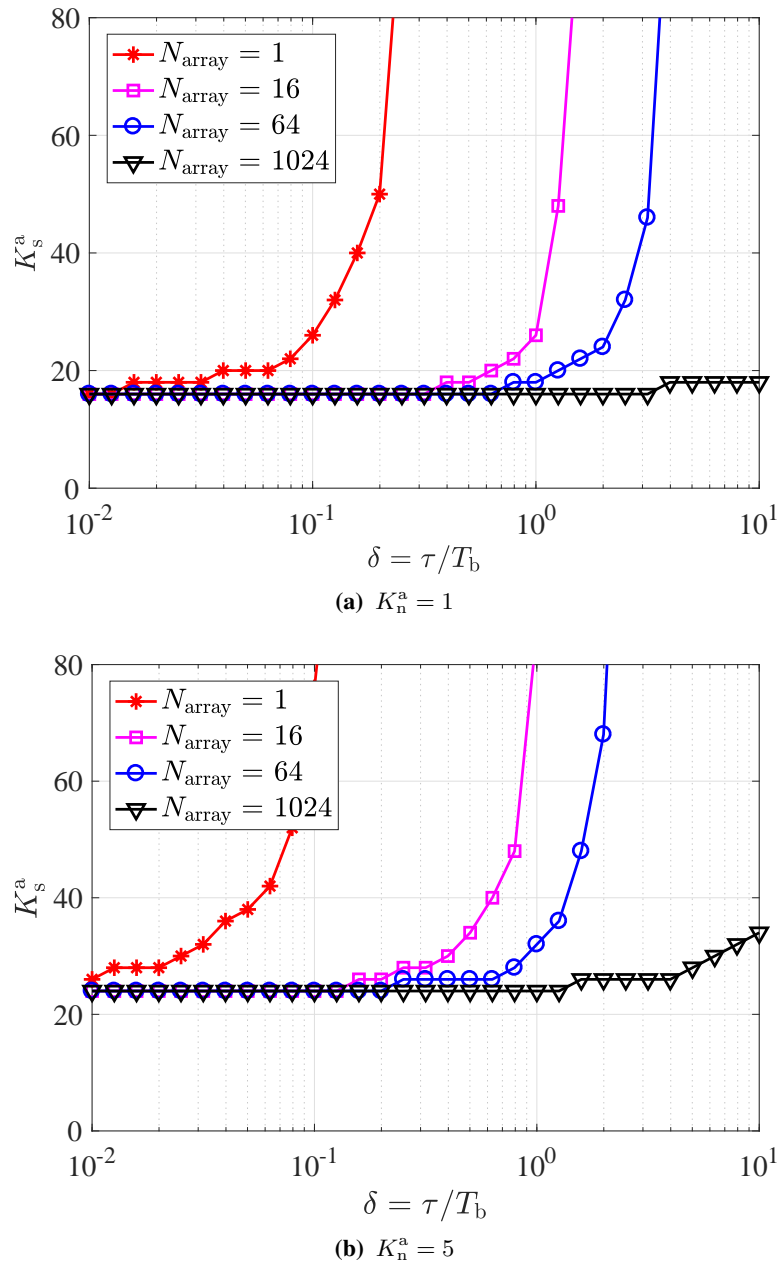 80
60
40
20
0
K_s^a
N_array = 1
N_array = 16
N_array = 64
N_array = 1024
10^-2
10^-1
10^0
10^1
δ = τ/T_b
(a) K_n^a = 1
80
60
40
20
0
K_s^a
N_array = 1
N_array = 16
N_array = 64
N_array = 1024
10^-2
10^-1
10^0
10^1
δ = τ/T_b
(b) K_n^a = 5